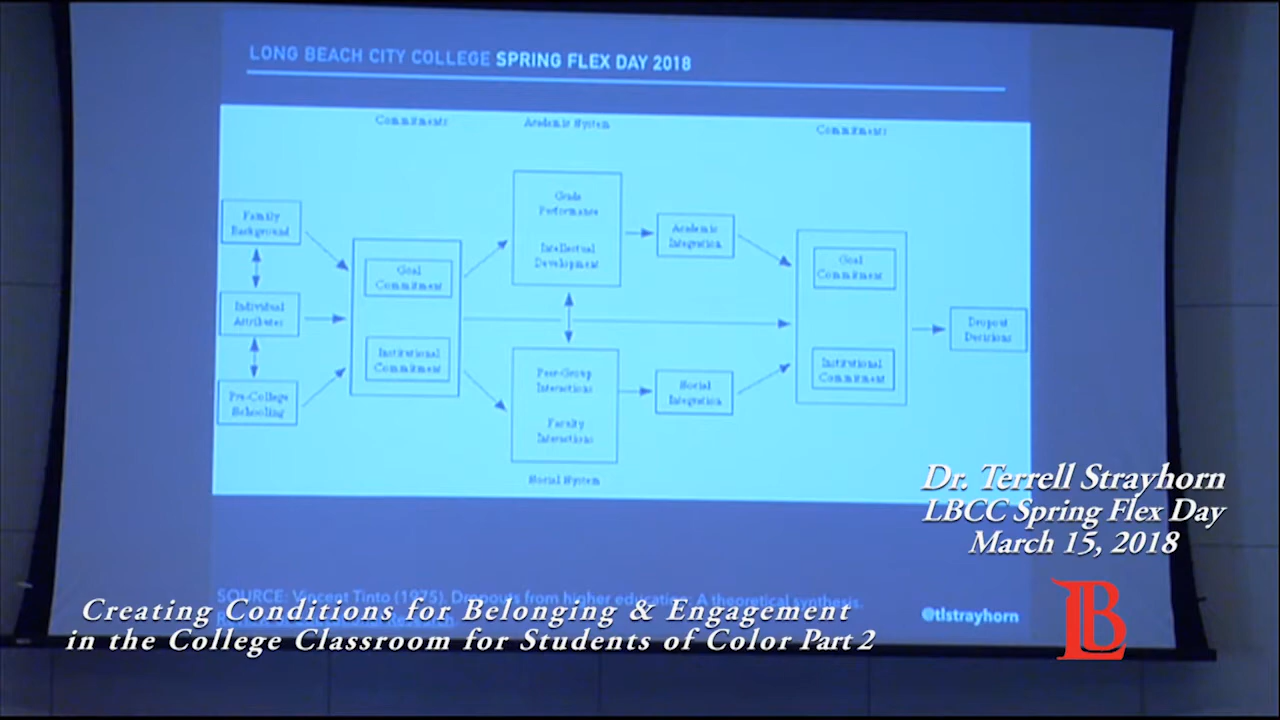 LONG BEACH CITY COLLEGE SPRING FLEX DAY 2018
Commitments
Academic System
Commitments
Grade
Performance
Intellectual
Development
Family
Background
Academic
Integration
Goal
Commitment
Goal
Commitment
Individual
Attributes
Dropout
Decisions
Institutional
Commitment
Institutional
Commitment
Peer-Group
Interactions
Faculty
Interactions
Social
Integration
Pre-College
Schooling
Social System
Dr. Terrell Strayhorn
LBCC Spring Flex Day
March 15, 2018
SOURCE: Vincent Tinto (1975). Dropouts from higher education: A theoretical synthesis.
@tlstrayhorn
Creating Conditions for Belonging & Engagement
in the College Classroom for Students of Color Part 2
LB